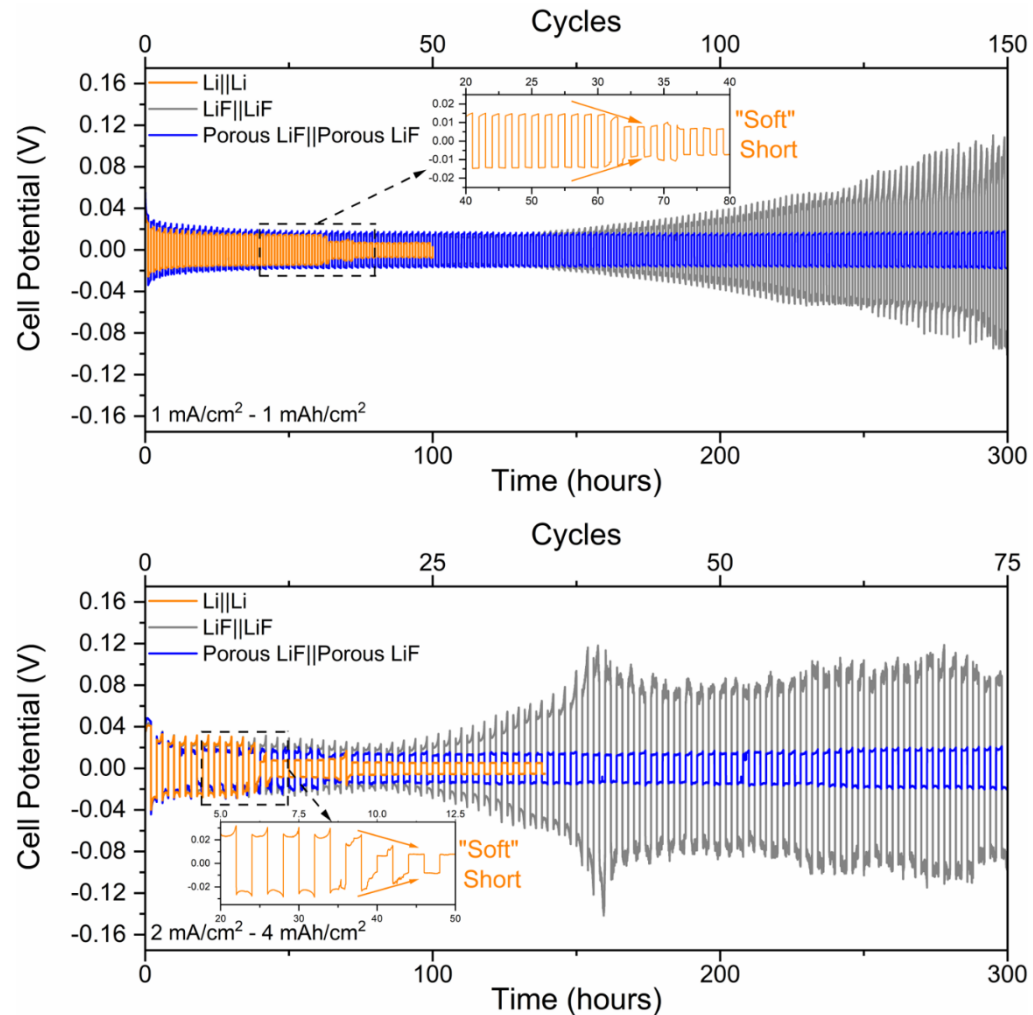 Cycles
0 50 100 150
Li||Li
LiF||LiF
Porous LiF||Porous LiF
20 25 30 35 40
0.02
0.01
0.00
-0.01
-0.02
40 50 60 70 80
"Soft"
Short
Cell Potential (V)
0.16
0.12
0.08
0.04
0.00
-0.04
-0.08
-0.12
-0.16
1 mA/cm² - 1 mAh/cm²
0 100 200 300
Time (hours)
Cycles
0 25 50 75
Li||Li
LiF||LiF
Porous LiF||Porous LiF
Cell Potential (V)
0.16
0.12
0.08
0.04
0.00
-0.04
-0.08
-0.12
-0.16
5.0 7.5 10.0 12.5
0.02
0.00
-0.02
20 30 40 50
"Soft"
Short
2 mA/cm² - 4 mAh/cm²
0 100 200 300
Time (hours)